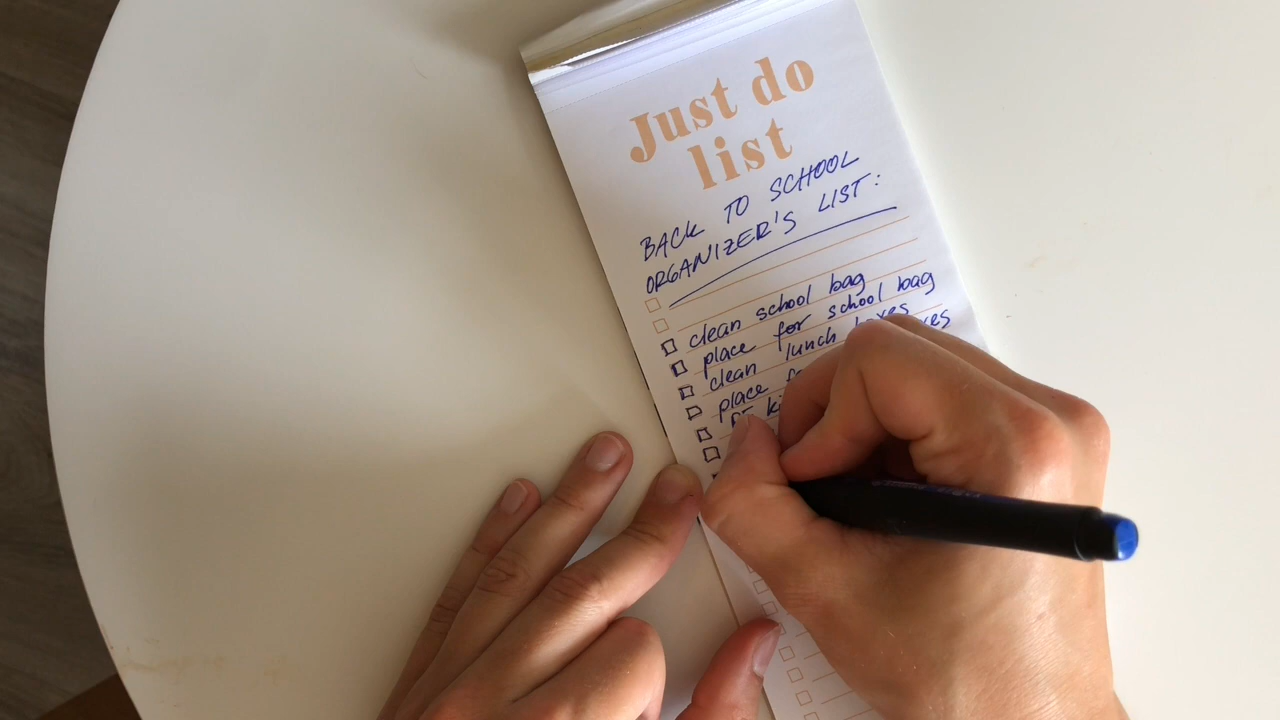 Just do
list
BACK TO SCHOOL
ORGANIZER'S LIST:
clean school bag
place for school bag
clean lunch boxes
place